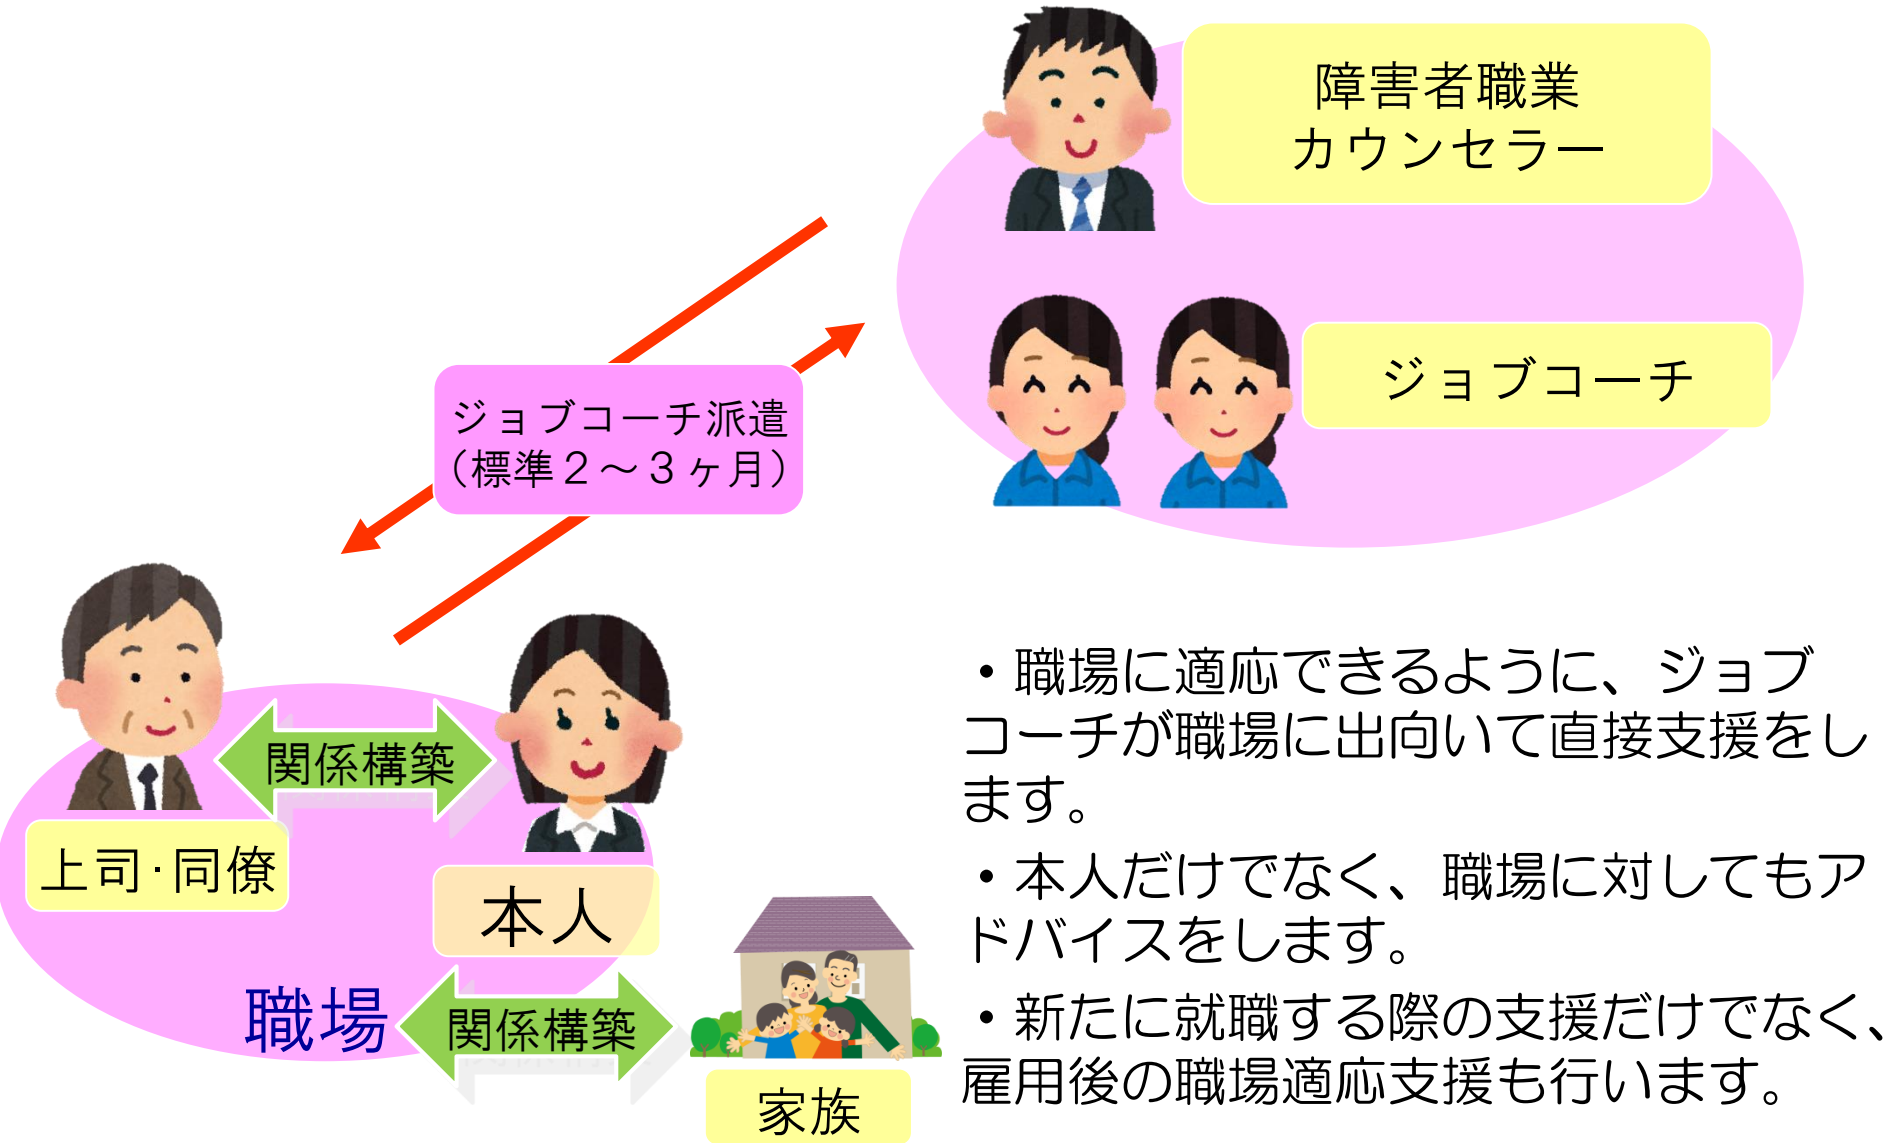 障害者職業
カウンセラー
ジョブコーチ
ジョブコーチ派遣
（標準２～３ヶ月）
関係構築
上司･同僚
本人
職場
関係構築
家族
・職場に適応できるように、ジョブ
コーチが職場に出向いて直接支援をし
ます。
・本人だけでなく、職場に対してもア
ドバイスをします。
・新たに就職する際の支援だけでなく、
雇用後の職場適応支援も行います。